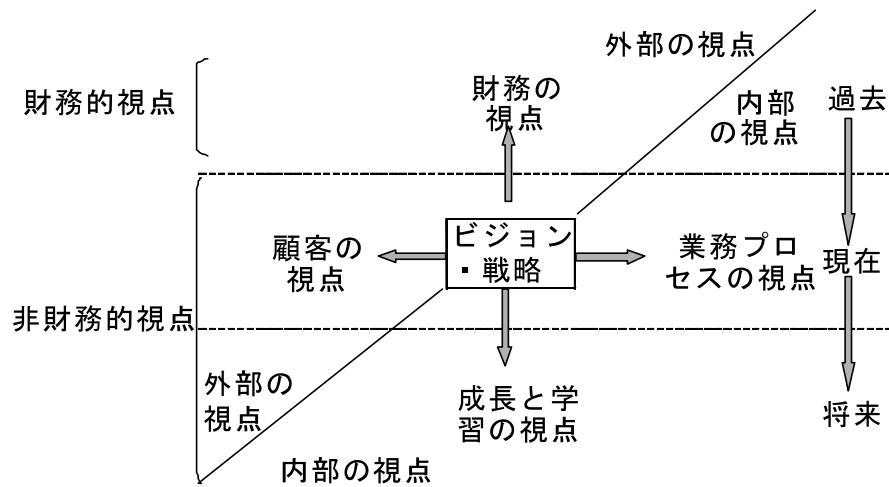 外部の視点
財務的視点
財務の
視点
内部
の視点
過去
顧客の
視点
ビジョン
・戦略
業務プロ
セスの視点
現在
非財務的視点
外部の
視点
成長と学
習の視点
将来
内部の視点